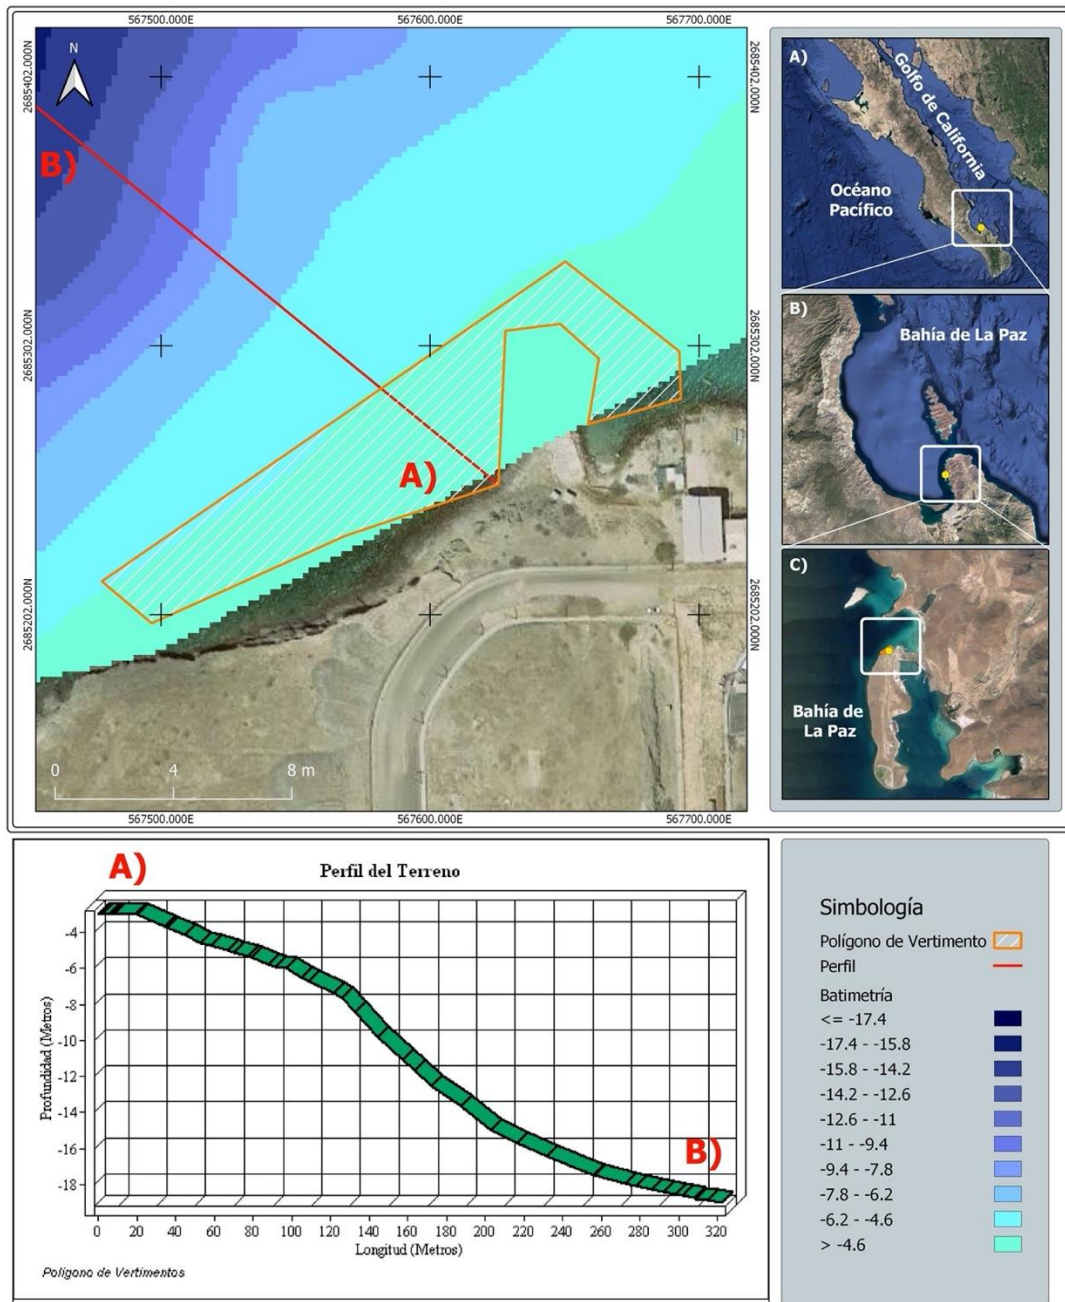 567500.000E
567600.000E
567700.000E
2685402.000N
2685302.000N
2685202.000N
2685402.000N
2685302.000N
2685202.000N
N
B)
A)
0 4 8 m
567500.000E
567600.000E
567700.000E
A)
Golfo de California
Océano
Pacífico
B)
Bahía de La Paz
C)
Bahía de
La Paz
A)
Perfil del Terreno
Profundidad (Metros)
-4
-6
-8
-10
-12
-14
-16
-18
B)
0 20 40 60 80 100 120 140 160 180 200 220 240 260 280 300 320
Longitud (Metros)
Poligono de Vertimentos
Simbología
Polígono de Vertimento
Perfil
Batimetría
<= -17.4
-17.4 - -15.8
-15.8 - -14.2
-14.2 - -12.6
-12.6 - -11
-11 - -9.4
-9.4 - -7.8
-7.8 - -6.2
-6.2 - -4.6
> -4.6